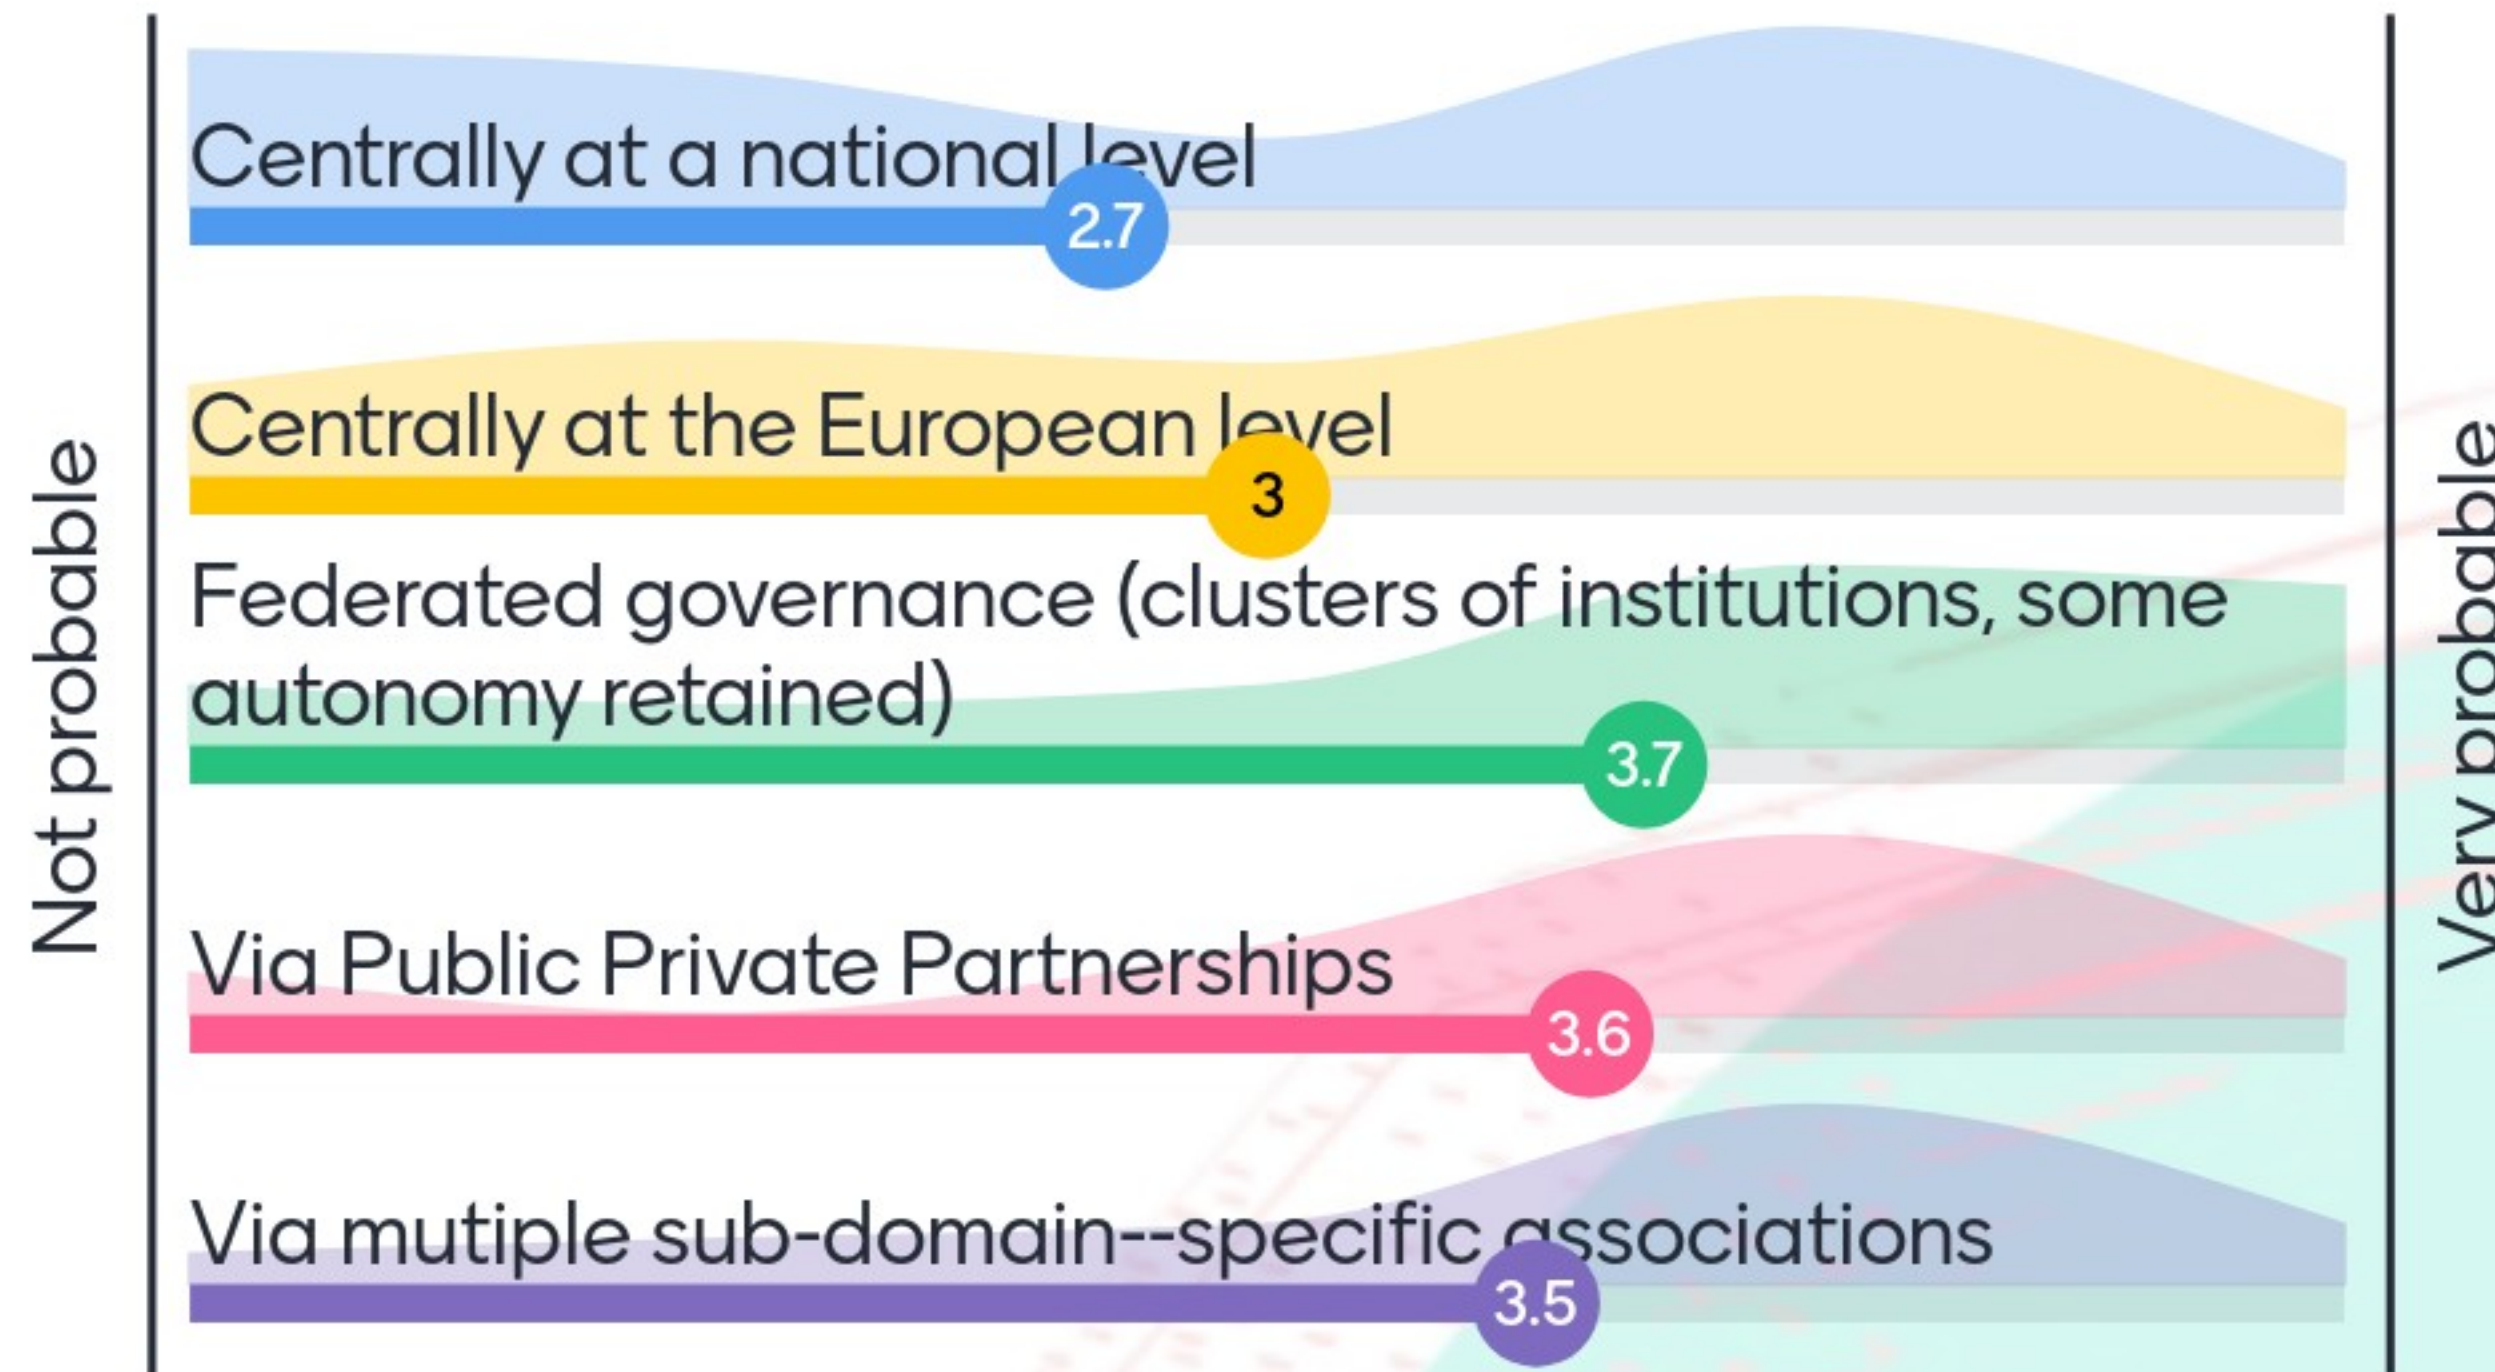 Not probable
Centrally at a national level
2.7
Centrally at the European level
3
Federated governance (clusters of institutions, some
autonomy retained)
3.7
Via Public Private Partnerships
3.6
Via mutiple sub-domain--specific associations
3.5
Very probable